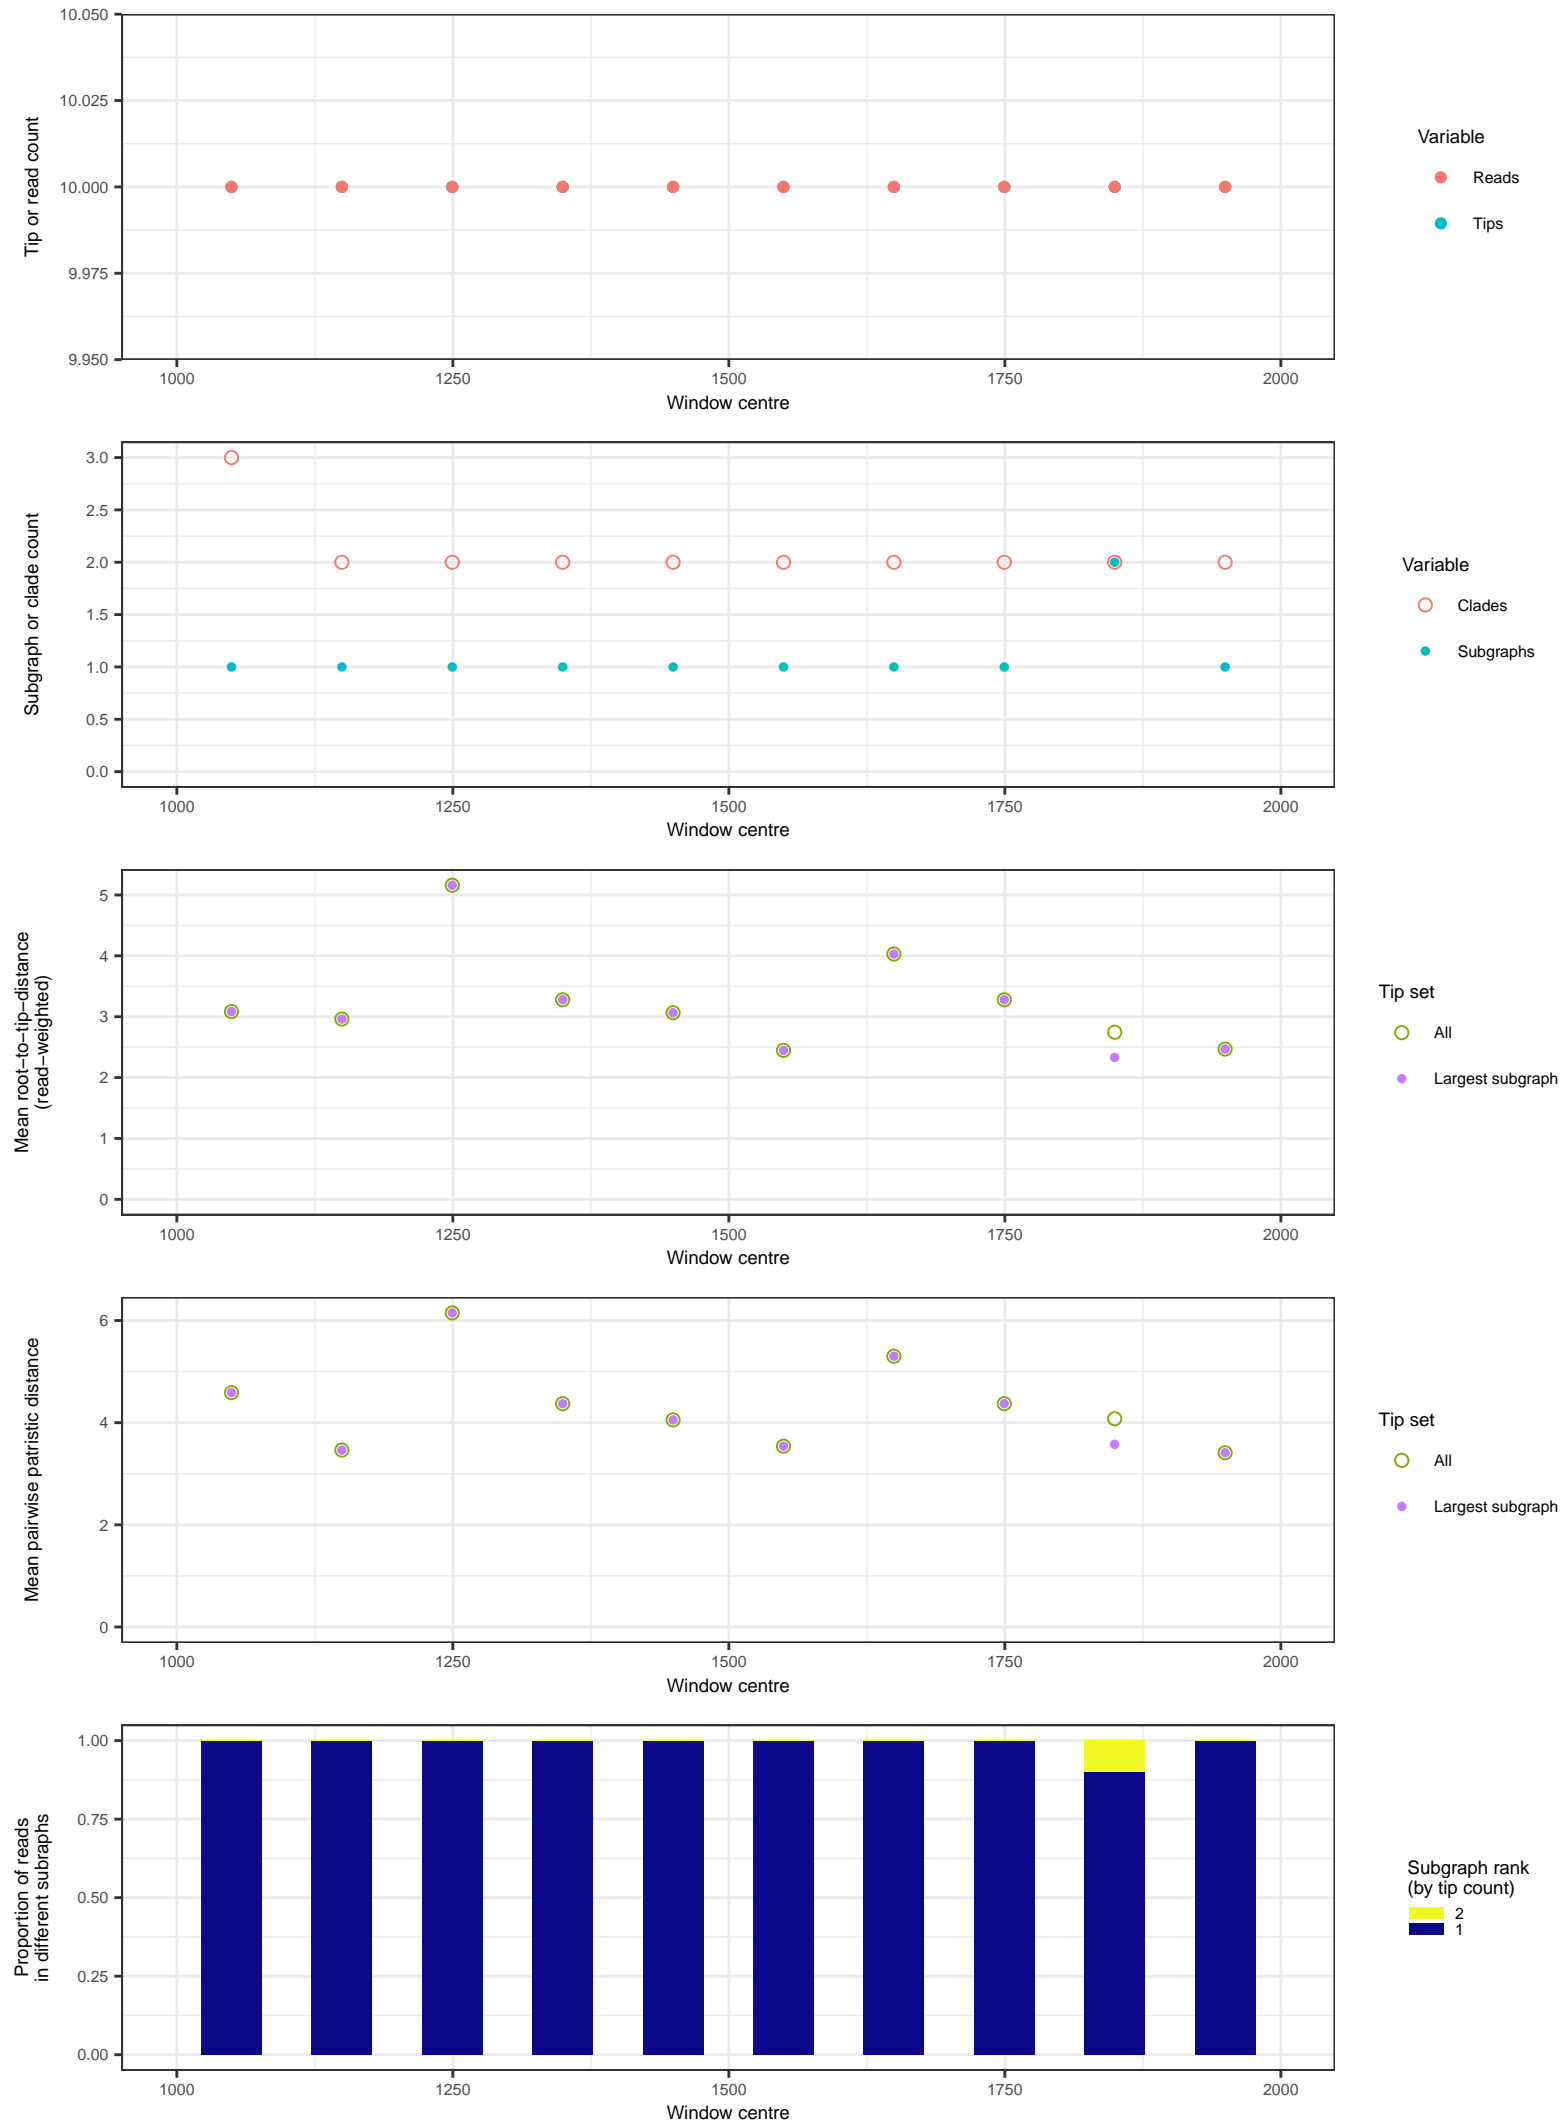 10.050
10.025
10.000
9.975
9.950
Tip or read count
1000 1250 1500 1750 2000
Window centre
Variable
Reads
Tips
3.0
2.5
2.0
1.5
1.0
0.5
0.0
Subgraph or clade count
1000 1250 1500 1750 2000
Window centre
Variable
Clades
Subgraphs
5
4
3
2
1
0
Mean root−to−tip−distance
(read−weighted)
1000 1250 1500 1750 2000
Window centre
Tip set
All
Largest subgraph
6
4
2
0
Mean pairwise patristic distance
1000 1250 1500 1750 2000
Window centre
Tip set
All
Largest subgraph
1.00
0.75
0.50
0.25
0.00
Proportion of reads
in different subraphs
1000 1250 1500 1750 2000
Window centre
Subgraph rank
(by tip count)
2
1